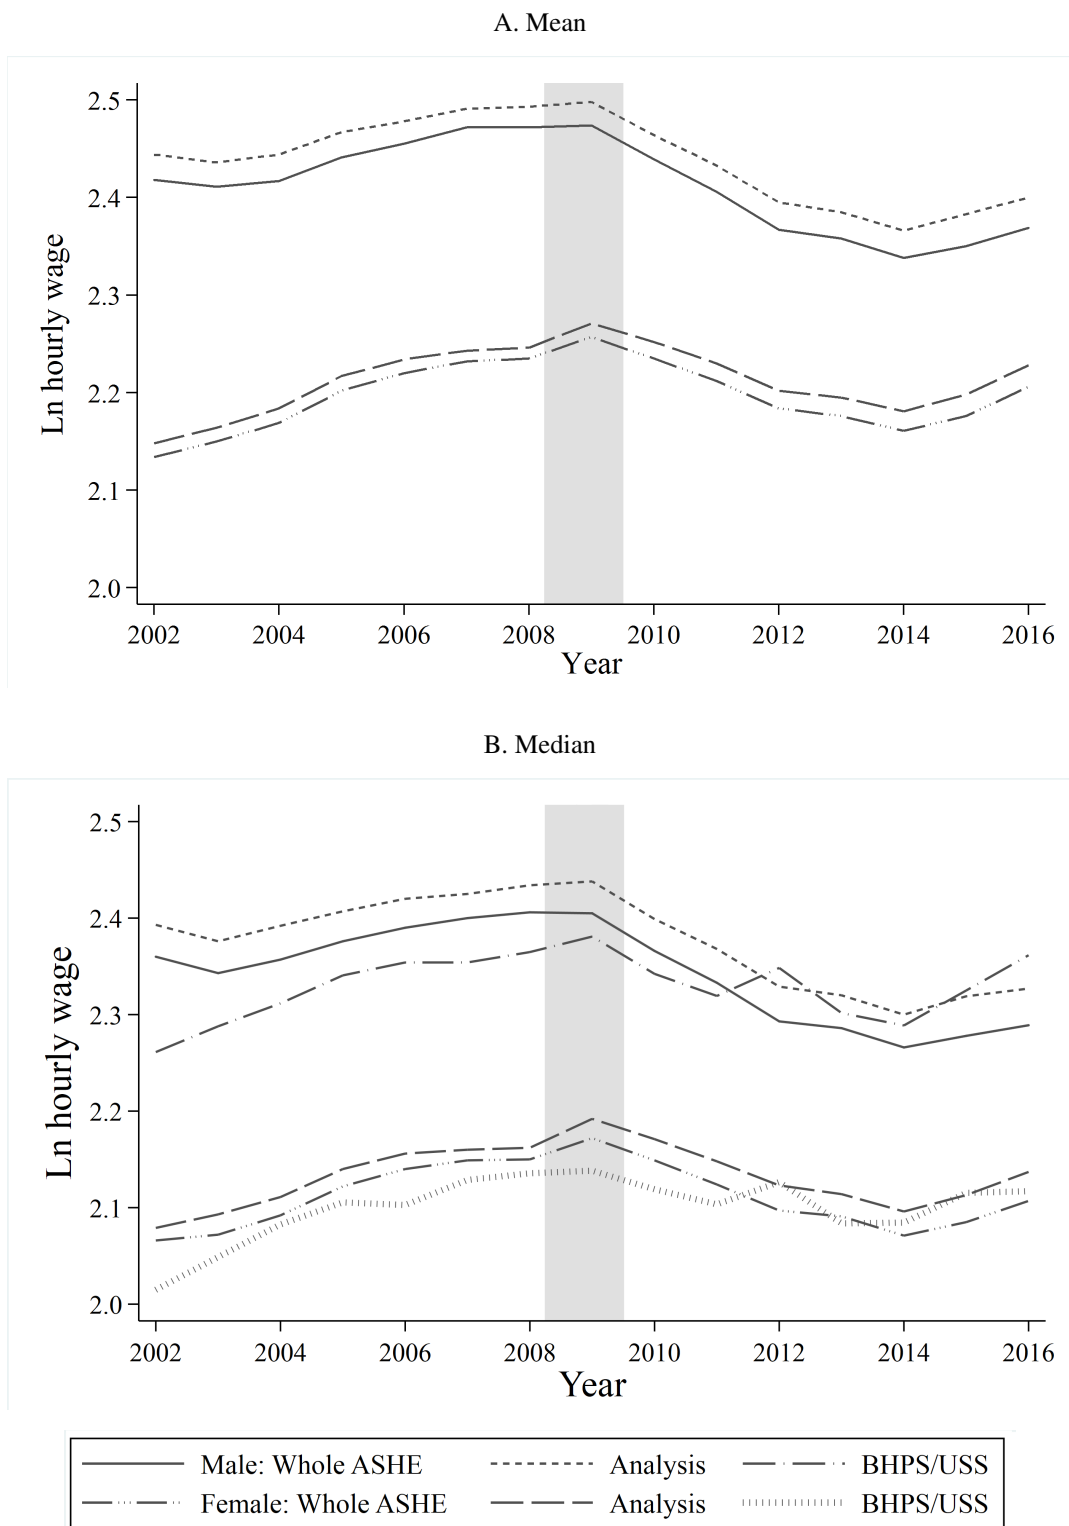 A. Mean
2.5
2.4
2.3
2.2
2.1
2.0
Ln hourly wage
2002 2004 2006 2008 2010 2012 2014 2016
Year
B. Median
2.5
2.4
2.3
2.2
2.1
2.0
Ln hourly wage
2002 2004 2006 2008 2010 2012 2014 2016
Year
Male: Whole ASHE Analysis BHPS/USS
Female: Whole ASHE Analysis BHPS/USS